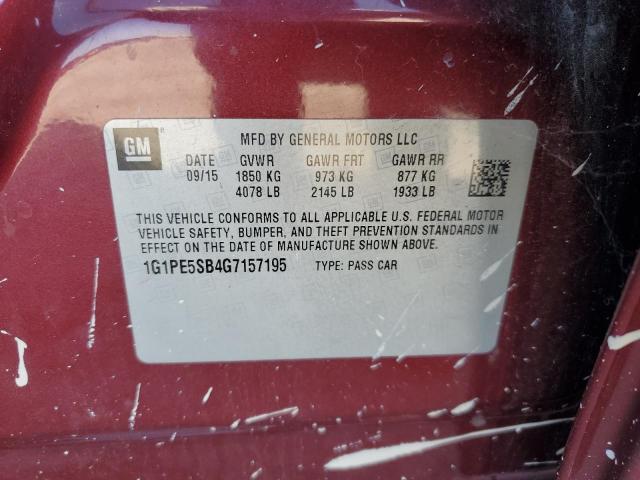 GM
MFD BY GENERAL MOTORS LLC
DATE GVWR GAWR FRT GAWR RR
09/15 1850 KG 973 KG 877 KG
4078 LB 2145 LB 1933 LB
THIS VEHICLE CONFORMS TO ALL APPLICABLE U.S. FEDERAL MOTOR
VEHICLE SAFETY, BUMPER, AND THEFT PREVENTION STANDARDS IN
EFFECT ON THE DATE OF MANUFACTURE SHOWN ABOVE.
1G1PE5SB4G7157195 TYPE: PASS CAR